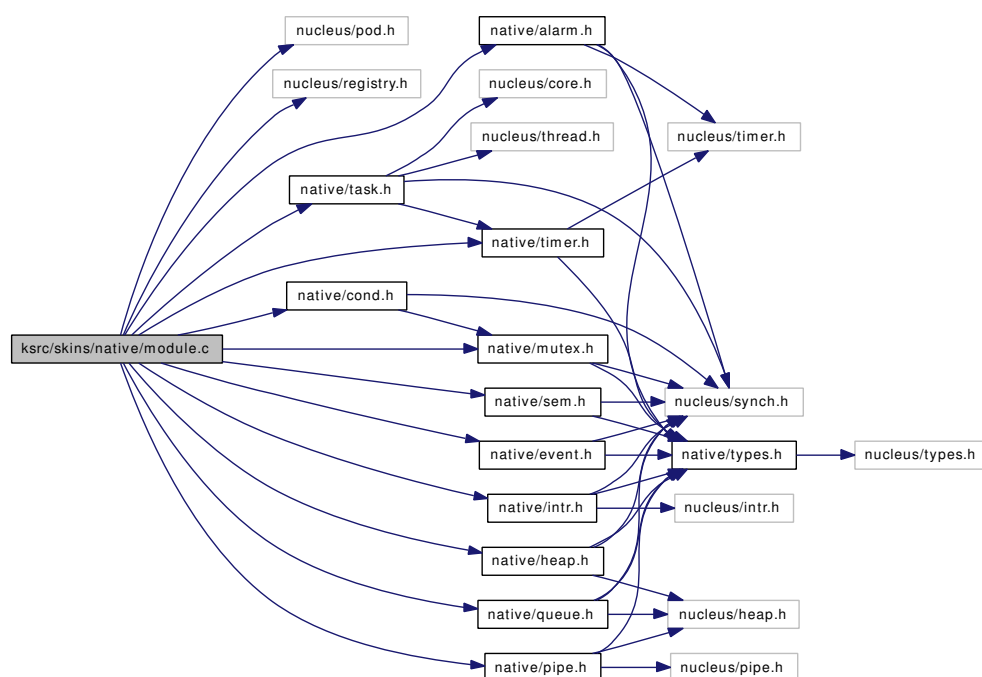 nucleus/pod.h
native/alarm.h
nucleus/registry.h
nucleus/core.h
nucleus/thread.h
nucleus/timer.h
native/task.h
native/timer.h
native/cond.h
ksrc/skins/native/module.c
native/mutex.h
native/sem.h
nucleus/synch.h
native/event.h
native/types.h
nucleus/types.h
native/intr.h
nucleus/intr.h
native/heap.h
native/queue.h
nucleus/heap.h
native/pipe.h
nucleus/pipe.h